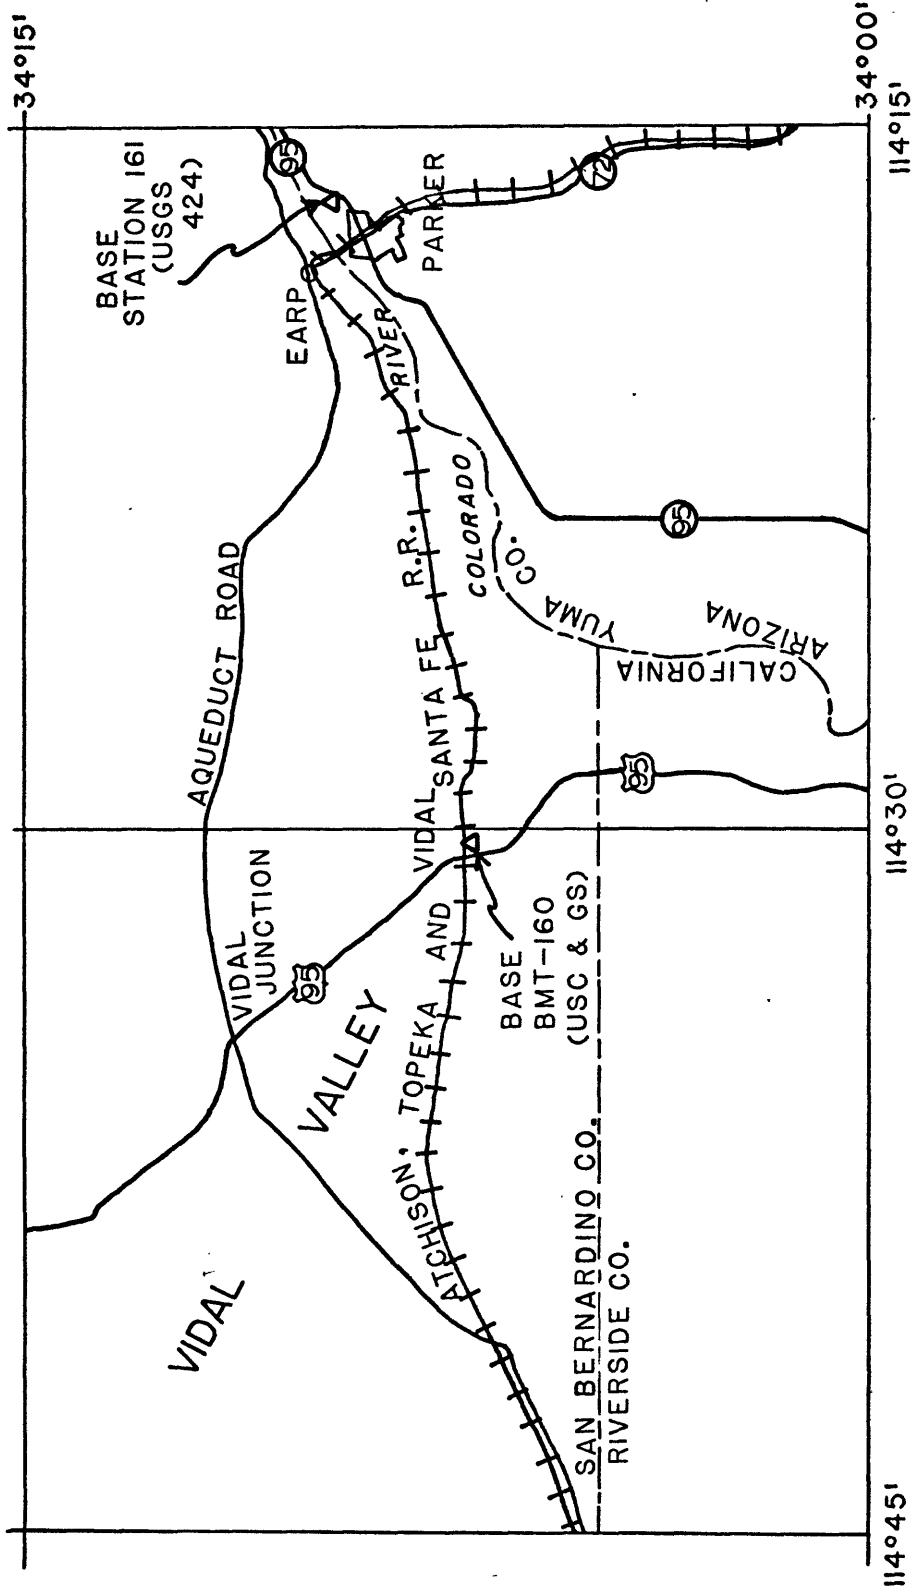 34°15'
34°00'
114°15'
114°30'
114°45'
BASE
STATION 161
(USGS
424)
95
72
EARP
PARKER
RIVER
COLORADO
AQUEDUCT ROAD
95
YUMA CO.
ARIZONA
CALIFORNIA
VIDAL
JUNCTION
95
VIDAL
95
BASE
BMT-160
(USC & GS)
ATCHISON, TOPEKA AND SANTA FE R.R.
VIDAL VALLEY
SAN BERNARDINO CO.
RIVERSIDE CO.